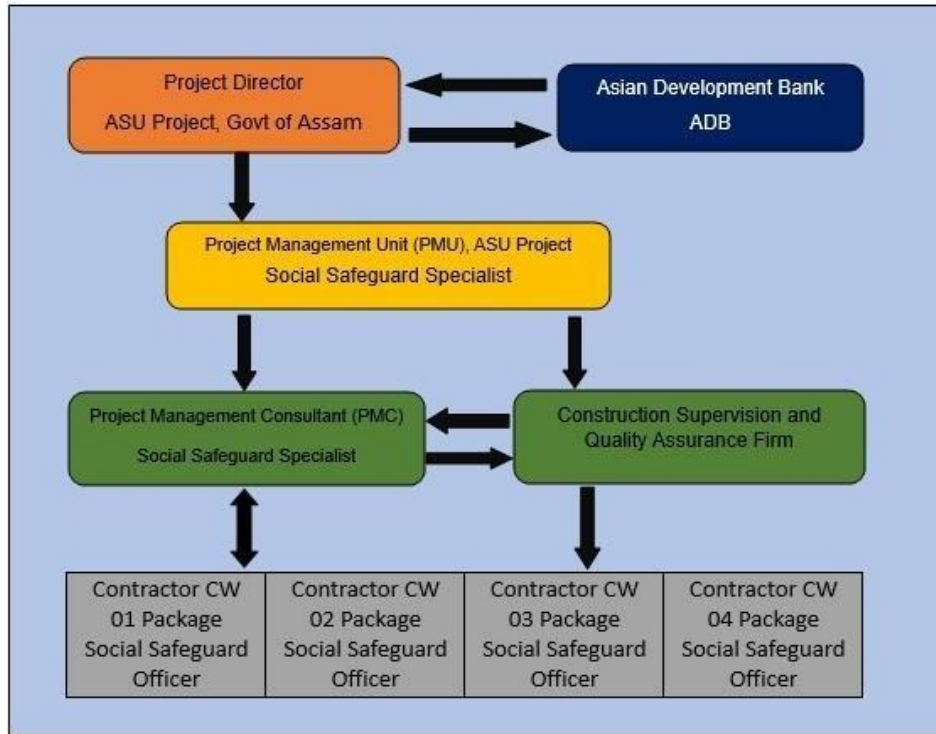 Project Director
ASU Project, Govt of Assam
Asian Development Bank
ADB
Project Management Unit (PMU), ASU Project
Social Safeguard Specialist
Project Management Consultant (PMC)
Social Safeguard Specialist
Construction Supervision and
Quality Assurance Firm
Contractor CW
01 Package
Social Safeguard
Officer
Contractor CW
02 Package
Social Safeguard
Officer
Contractor CW
03 Package
Social Safeguard
Officer
Contractor CW
04 Package
Social Safeguard
Officer